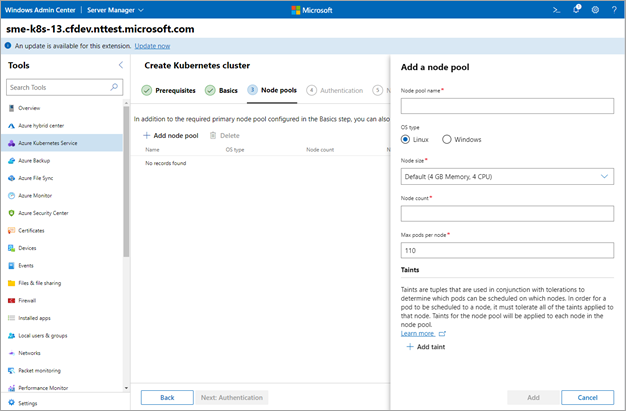 Windows Admin Center
Server Manager
Microsoft
1
?
sme-k8s-13.cfdev.nttest.microsoft.com
An update is available for this extension. Update now
Tools
Search Tools
Overview
Azure hybrid center
Azure Kubernetes Service
Azure Backup
Azure File Sync
Azure Monitor
Azure Security Center
Certificates
Devices
Events
Files & file sharing
Firewall
Installed apps
Local users & groups
Networks
Packet monitoring
Performance Monitor
Settings
Create Kubernetes cluster
Prerequisites
Basics
3 Node pools
4 Authentication
5 N
In addition to the required primary node pool configured in the Basics step, you can also
Add node pool
Delete
Name OS type Node count N
No records found
Back
Next: Authentication
Add a node pool
Node pool name*
OS type
Linux
Windows
Node size*
Default (4 GB Memory, 4 CPU)
Node count*
Max pods per node*
110
Taints
Taints are tuples that are used in conjunction with tolerations to
determine which pods can be scheduled on which nodes. In order for a
pod to be scheduled to a node, it must tolerate all of the taints applied to
that node. Taints for the node pool will be applied to each node in the
node pool.
Learn more
Add taint
Add
Cancel